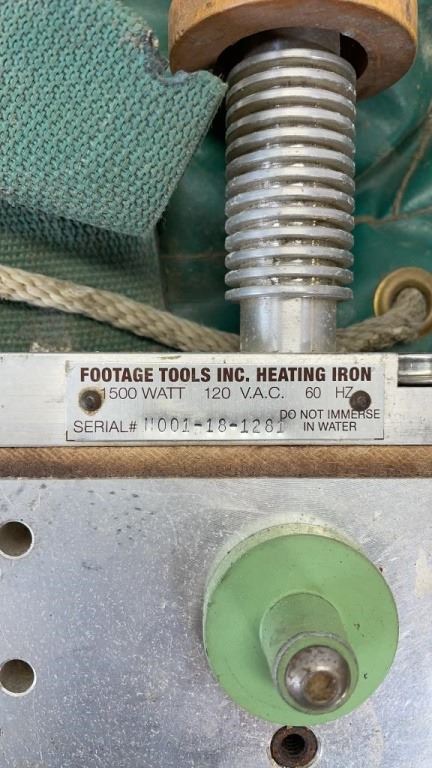 FOOTAGE TOOLS INC. HEATING IRON
1500 WATT 120 V.A.C. 60 HZ
DO NOT IMMERSE
SERIAL# N001-18-1281 IN WATER